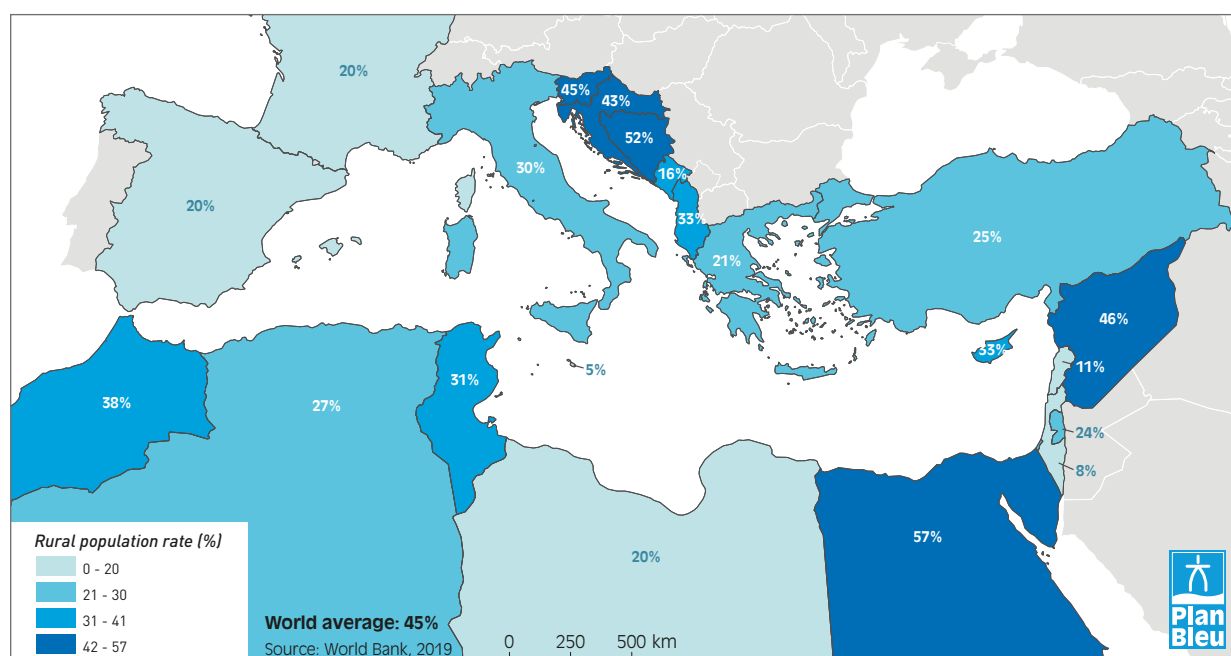 20%
45%
43%
52%
30%
16%
20%
33%
25%
21%
46%
33%
11%
5%
31%
38%
27%
24%
8%
57%
20%
Rural population rate (%)
0 - 20
21 - 30
31 - 41
42 - 57
World average: 45%
Source: World Bank, 2019
0 250 500 km
Plan
Bleu